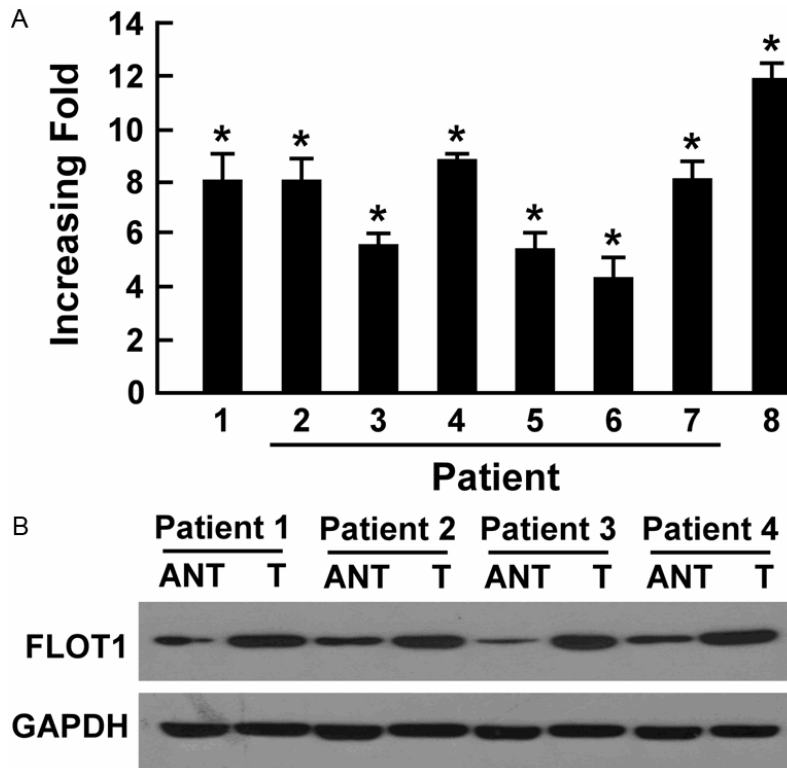 A
Increasing Fold
14
12
10
8
6
4
2
0
* * * * * * * *
1 2 3 4 5 6 7 8
Patient
B
Patient 1 Patient 2 Patient 3 Patient 4
ANT T ANT T ANT T ANT T
FLOT1
GAPDH